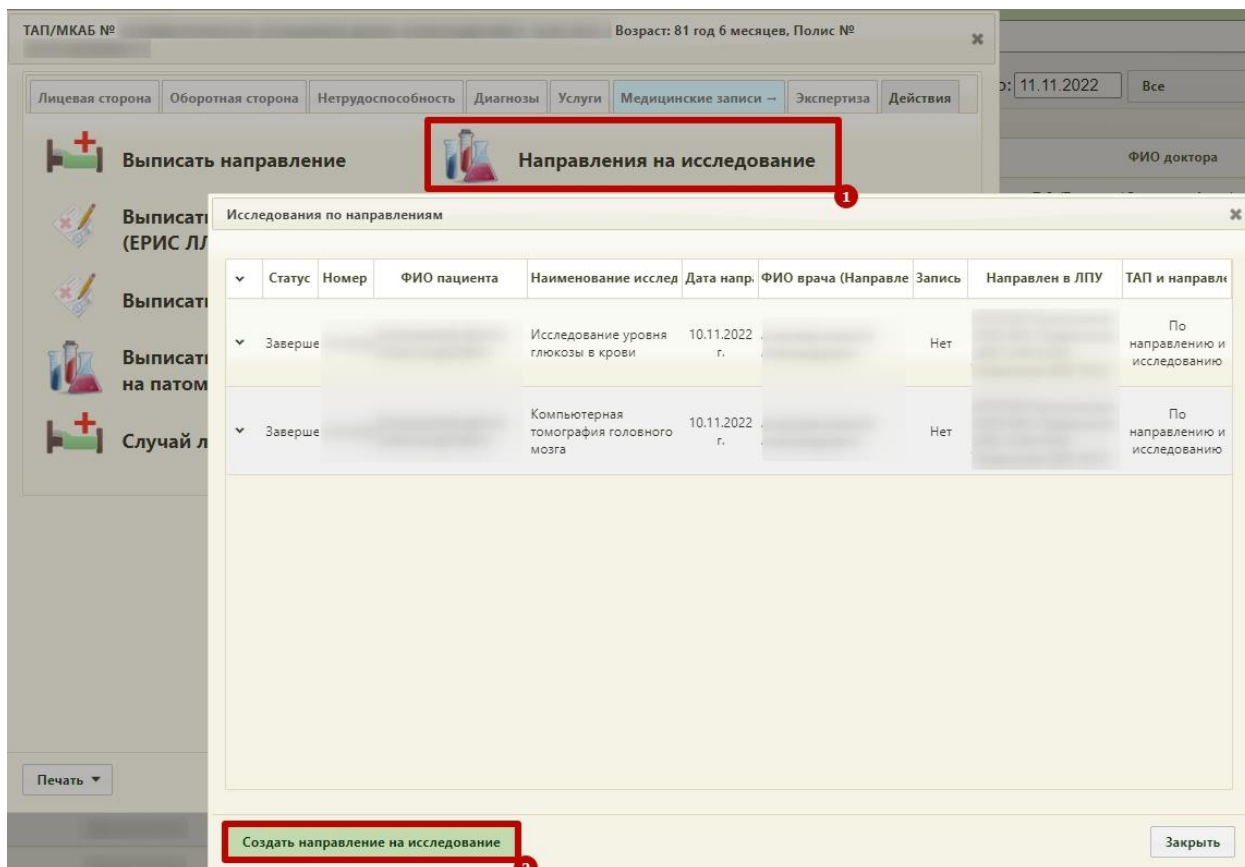 ТАП/МКАБ № Возраст: 81 год 6 месяцев, Полис №
Лицевая сторона Оборотная сторона Нетрудоспособность Диагнозы Услуги Медицинские записи → Экспертиза Действия
11.11.2022 Все
Выписать направление Направления на исследование
ФИО доктора
1
Выписат
(ЕРИС ЛЛ
Выписат
Выписат
на патом
Случай л
Исследования по направлениям
Статус Номер ФИО пациента Наименование исслед Дата напр. ФИО врача (Направле Запись Направлен в ЛПУ ТАП и направле
Заверше Исследование уровня глюкозы в крови 10.11.2022 г. Нет По направлению и исследованию
Заверше Компьютерная томография головного мозга 10.11.2022 г. Нет По направлению и исследованию
Печать
Создать направление на исследование Закрыть